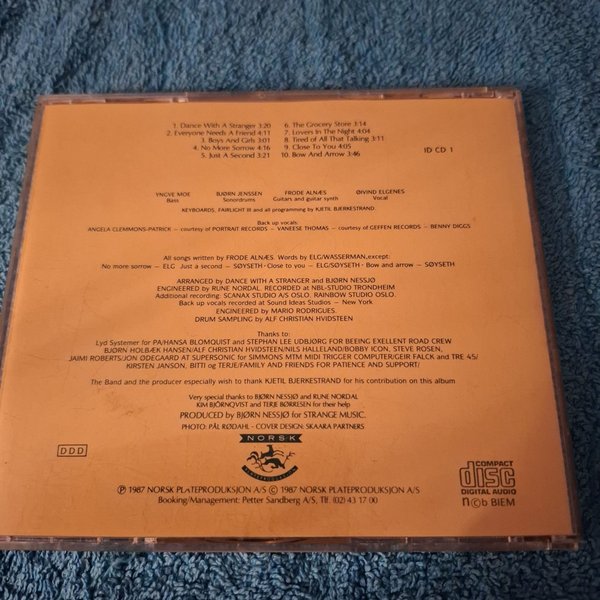 1. Dance With A Stranger 3:20
2. Everyone Needs A Friend 4:11
3. Boys and Girls 3:01
4. No More Sorrow 4:16
5. Just A Second 3:21
6. The Grocery Store 3:14
7. Lovers In The Night 4:04
8. Tired of All That Talking 3:11
9. Close To You 4:05
10. Bow And Arrow 3:46
ID CD 1
YNGVE MOE
Bass
BJØRN JENSSEN
Sonordrums
FRODE ALNÆS
Guitars and guitar synth
ØIVIND ELGENES
Vocal
KEYBOARDS, FAIRLIGHT III and all programming by KJETIL BJERKESTRAND.
Back up vocals:
ANGELA CLEMMONS-PATRICK – courtesy of PORTRAIT RECORDS – VANEESE THOMAS – courtesy of GEFFEN RECORDS – BENNY DIGGS
All songs written by FRODE ALNÆS. Words by ELG/WASSERMAN,except:
No more sorrow – ELG Just a second – SØYSETH · Close to you – ELG/SØYSETH · Bow and arrow – SØYSETH
ARRANGED by DANCE WITH A STRANGER and BJØRN NESSJØ
ENGINEERED by RUNE NORDAL. RECORDED at NBL-STUDIO TRONDHEIM
Additional recording: SCANAX STUDIO A/S OSLO. RAINBOW STUDIO OSLO.
Back up vocals recorded at Sound Ideas Studios – New York
ENGINEERED by MARIO RODRIGUES.
DRUM SAMPLING by ALF CHRISTIAN HVIDSTEEN
Thanks to:
Lyd Systemer for PA/HANSA BLOMQUIST and STEPHAN LEE UDBJORG for BEEING EXELLENT ROAD CREW
BJØRN HOLBÆK HANSEN/ALF CHRISTIAN HVIDSTEEN/NILS HALLELAND/BOBBY ICON, STEVE ROSEN,
JAIMI ROBERTS/JON ODEGAARD AT SUPERSONIC for SIMMONS MTM MIDI TRIGGER COMPUTER/GEIR FALCK and TRE 45/
KIRSTEN JANSON, BITTI og TERJE/FAMILY AND FRIENDS FOR PATIENCE AND SUPPORT/
The Band and the producer especially wish to thank KJETIL BJERKESTRAND for his contribution on this album
Very special thanks to BJØRN NESSJØ and RUNE NORDAL
KIM BJÖRNQVIST and TERJE BØRRESEN for their help
PRODUCED by BJØRN NESSJØ for STRANGE MUSIC.
PHOTO: PÅL RØDAHL - COVER DESIGN: SKAARA PARTNERS
NORSK
PLATEPRODUKSJON
DDD
COMPACT
disc
DIGITAL AUDIO
n©b BIEM
Ⓟ 1987 NORSK PLATEPRODUKSJON A/S © 1987 NORSK PLATEPRODUKSJON A/S
Booking/Management: Petter Sandberg A/S, Tlf. (02) 43 17 00